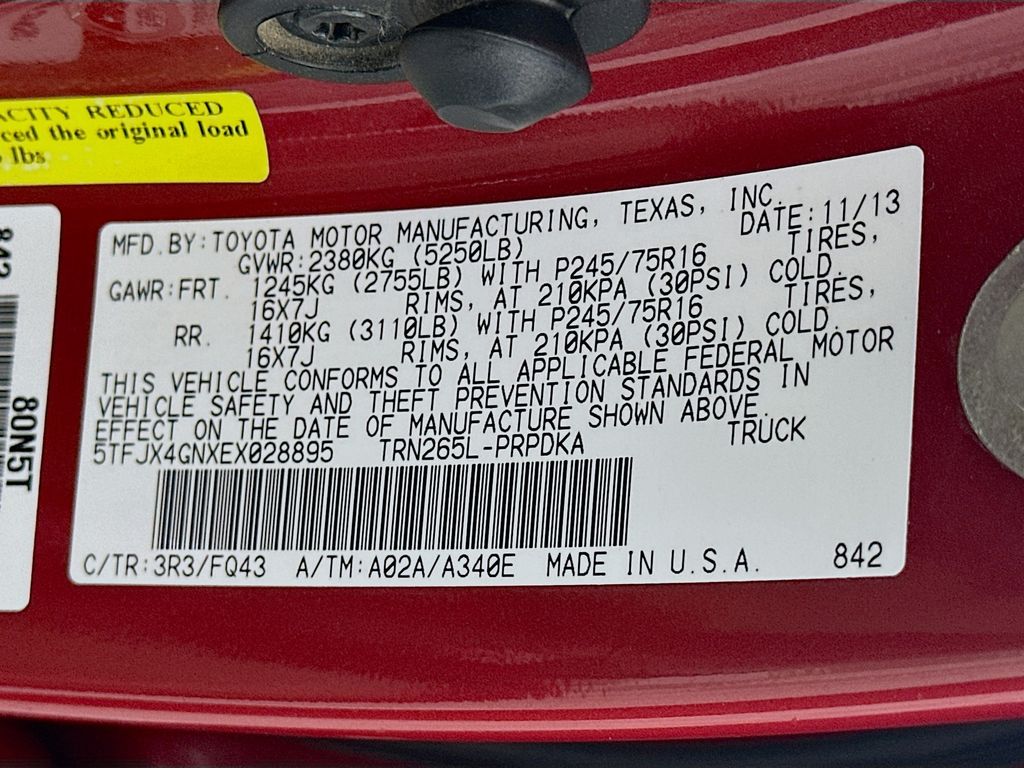 ACITY REDUCED
ced the original load
lbs
MFD.BY:TOYOTA MOTOR MANUFACTURING, TEXAS, INC.
GVWR:2380KG (5250LB) DATE:11/13
GAWR:FRT. 1245KG (2755LB) WITH P245/75R16 TIRES,
16X7J RIMS, AT 210KPA (30PSI) COLD.
RR. 1410KG (3110LB) WITH P245/75R16 TIRES,
16X7J RIMS, AT 210KPA (30PSI) COLD.
THIS VEHICLE CONFORMS TO ALL APPLICABLE FEDERAL MOTOR
VEHICLE SAFETY AND THEFT PREVENTION STANDARDS IN
EFFECT ON THE DATE OF MANUFACTURE SHOWN ABOVE.
5TFJX4GNXEX028895 TRN265L-PRPDKA TRUCK
C/TR:3R3/FQ43 A/TM:A02A/A340E MADE IN U.S.A. 842
842
80N5T